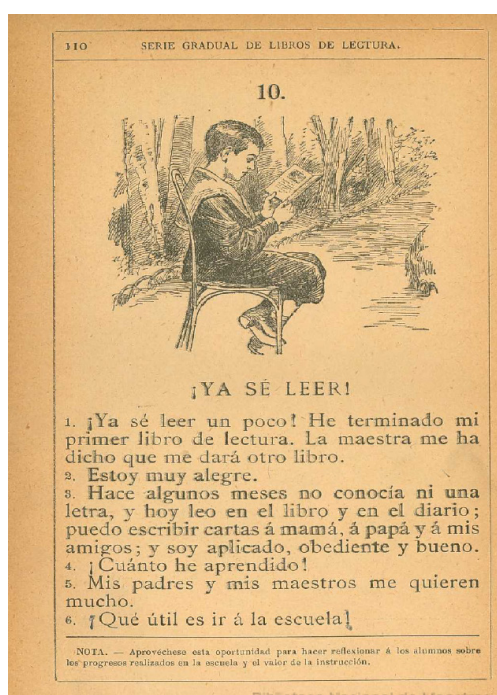 110 SERIE GRADUAL DE LIBROS DE LECTURA.
10.
¡YA SÉ LEER!
1. ¡Ya sé leer un poco! He terminado mi
primer libro de lectura. La maestra me ha
dicho que me dará otro libro.
2. Estoy muy alegre.
3. Hace algunos meses no conocía ni una
letra, y hoy leo en el libro y en el diario;
puedo escribir cartas á mamá, á papá y á mis
amigos; y soy aplicado, obediente y bueno.
4. ¡Cuánto he aprendido!
5. Mis padres y mis maestros me quieren
mucho.
6. ¡Qué útil es ir á la escuela!
NOTA. — Aprovéchese esta oportunidad para hacer reflexionar á los alumnos sobre
los progresos realizados en la escuela y el valor de la instrucción.